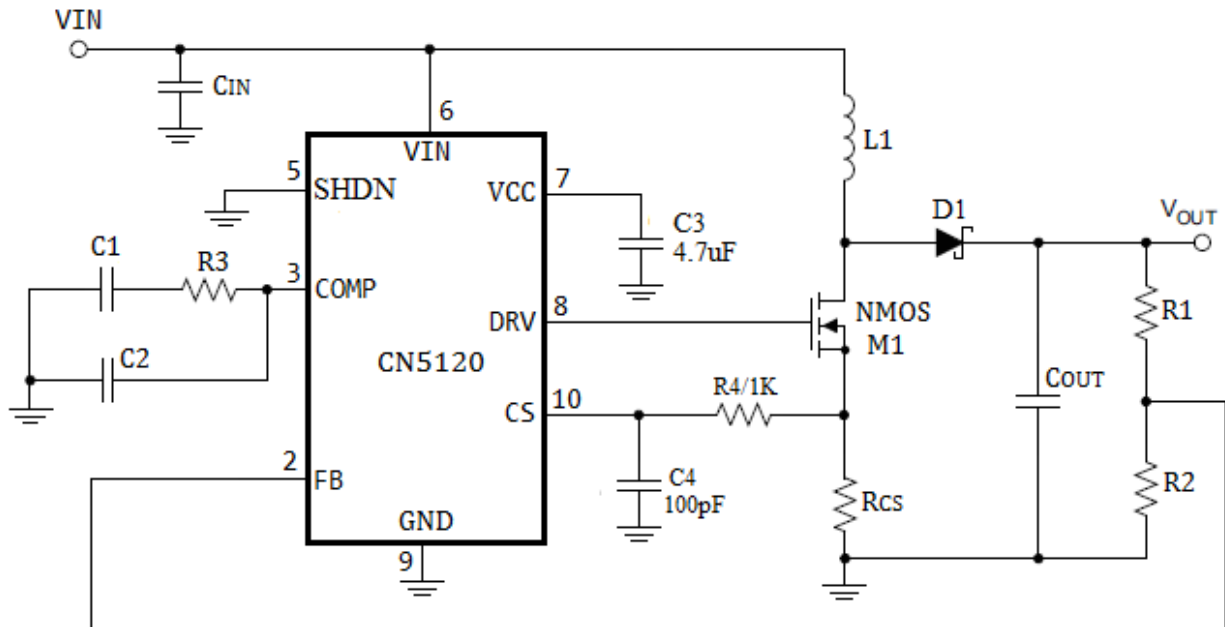 VIN
CIN
6
VIN
5
SHDN
VCC
7
C3
4.7uF
L1
D1
VOUT
C1
R3
3
COMP
DRV
8
NMOS
M1
R1
C2
CN5120
R4/1K
COUT
CS
10
2
FB
C4
100pF
RCS
R2
GND
9